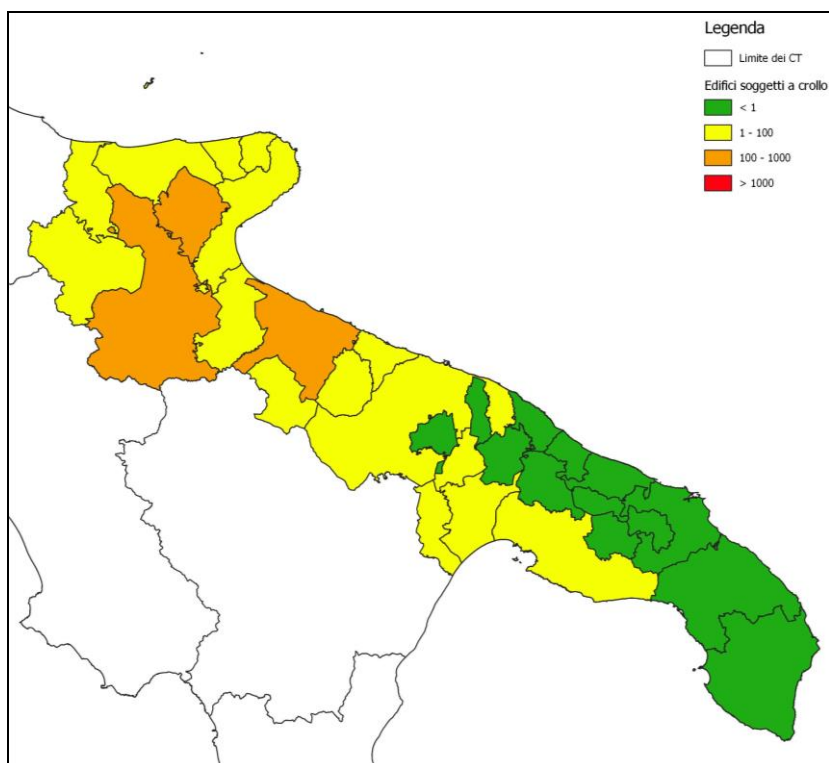 Legenda
Limite dei CT
Edifici soggetti a crollo
< 1
1 - 100
100 - 1000
> 1000